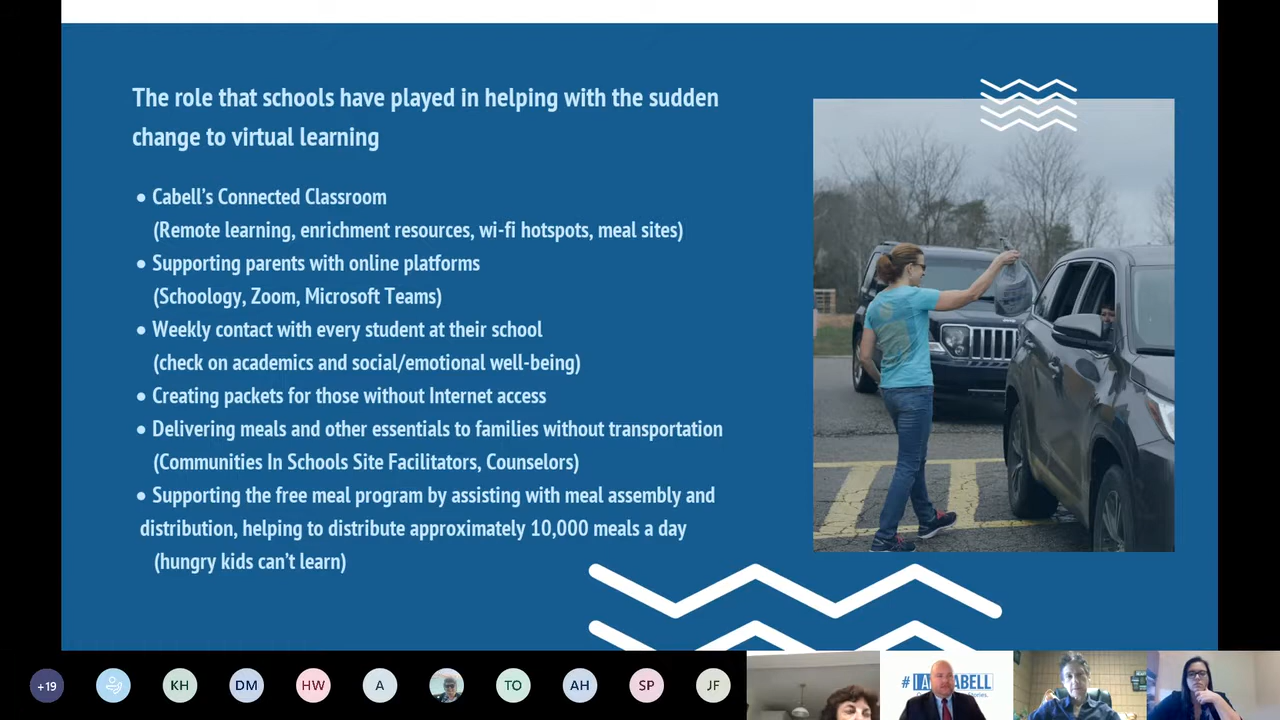 The role that schools have played in helping with the sudden
change to virtual learning
• Cabell's Connected Classroom
(Remote learning, enrichment resources, wi-fi hotspots, meal sites)
• Supporting parents with online platforms
(Schoology, Zoom, Microsoft Teams)
• Weekly contact with every student at their school
(check on academics and social/emotional well-being)
• Creating packets for those without Internet access
• Delivering meals and other essentials to families without transportation
(Communities In Schools Site Facilitators, Counselors)
• Supporting the free meal program by assisting with meal assembly and
distribution, helping to distribute approximately 10,000 meals a day
(hungry kids can't learn)
+19 KH DM HW A TO AH SP JF